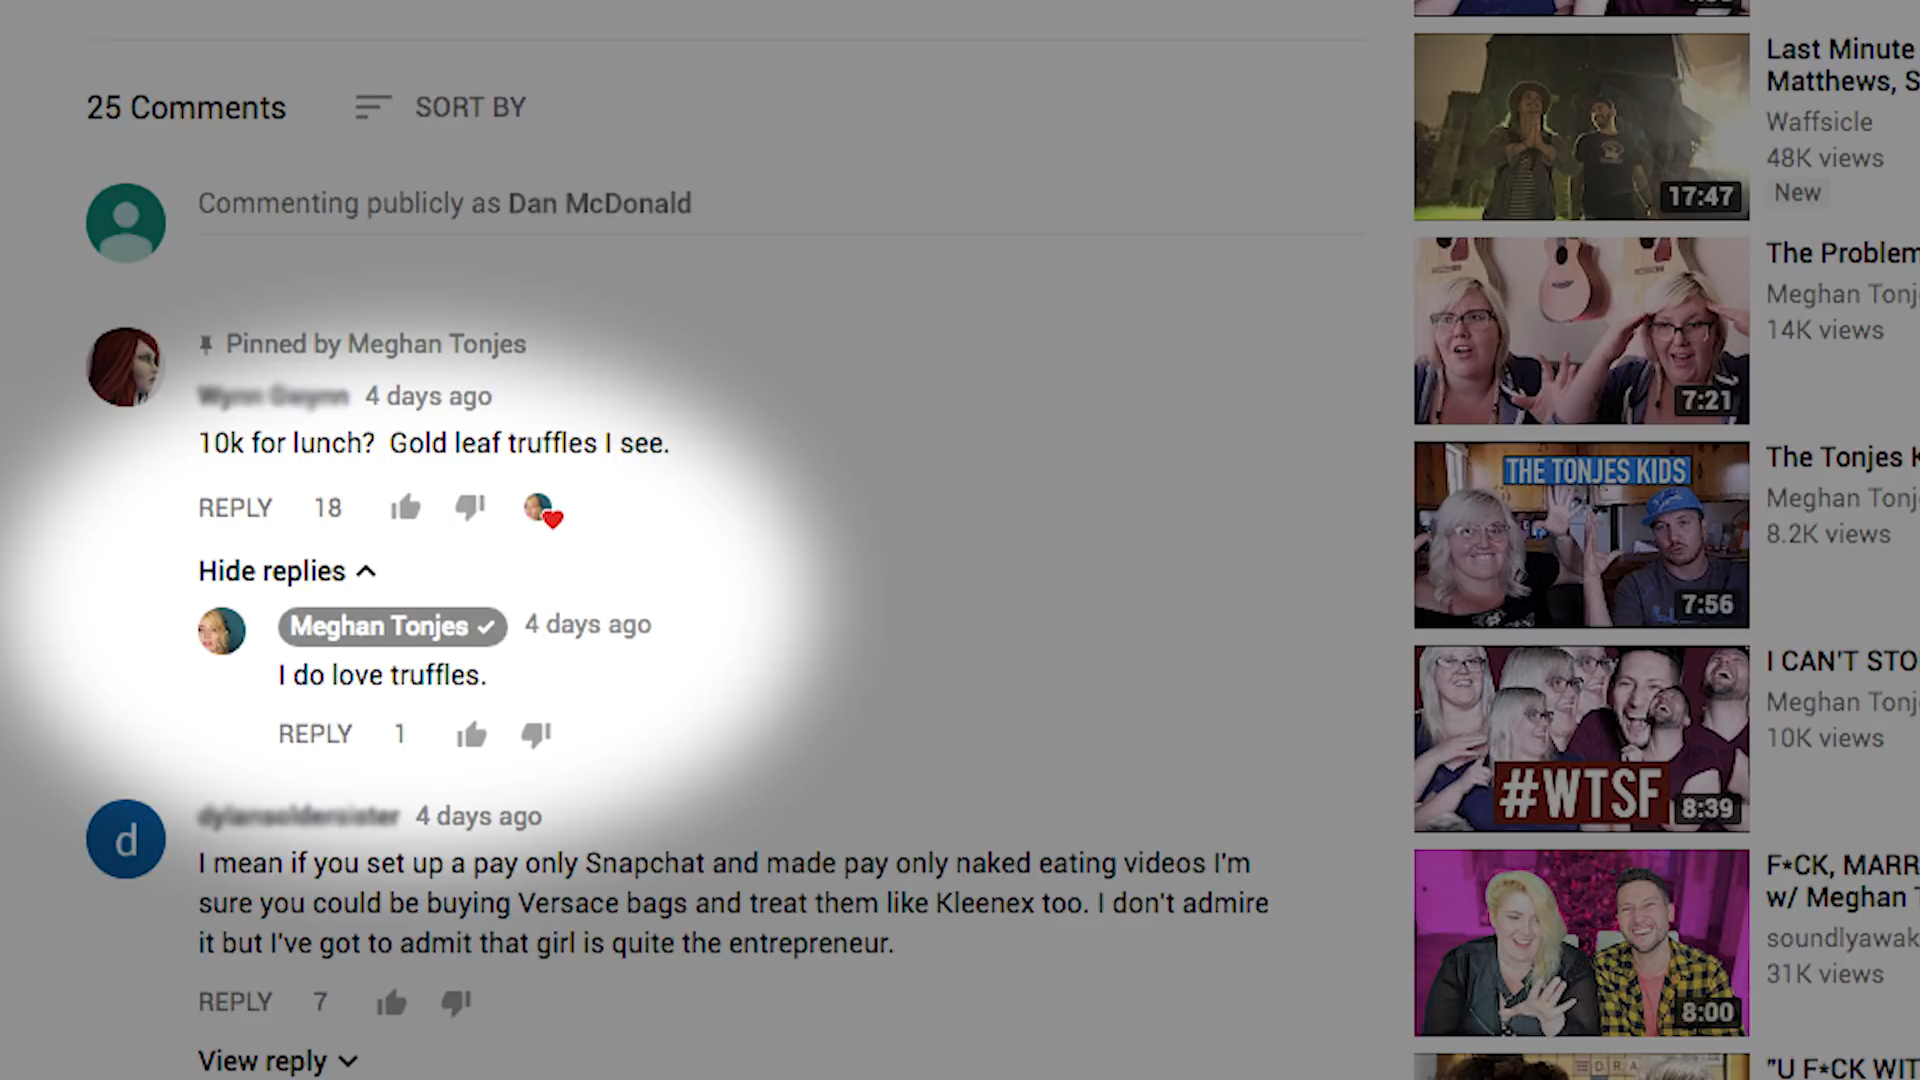 25 Comments
SORT BY
Commenting publicly as Dan McDonald
Pinned by Meghan Tonjes
4 days ago
10k for lunch?  Gold leaf truffles I see.
REPLY 18
Hide replies
Meghan Tonjes 4 days ago
I do love truffles.
REPLY 1
d
4 days ago
I mean if you set up a pay only Snapchat and made pay only naked eating videos I'm
sure you could be buying Versace bags and treat them like Kleenex too. I don't admire
it but I've got to admit that girl is quite the entrepreneur.
REPLY 7
View reply
17:47
Last Minute
Matthews, S
Waffsicle
48K views
New
7:21
The Problem
Meghan Tonj
14K views
THE TONJES KIDS
7:56
The Tonjes K
Meghan Tonj
8.2K views
#WTSF
8:39
I CAN'T STO
Meghan Tonj
10K views
8:00
F*CK, MARR
w/ Meghan T
soundlyawak
31K views
"U F*CK WIT